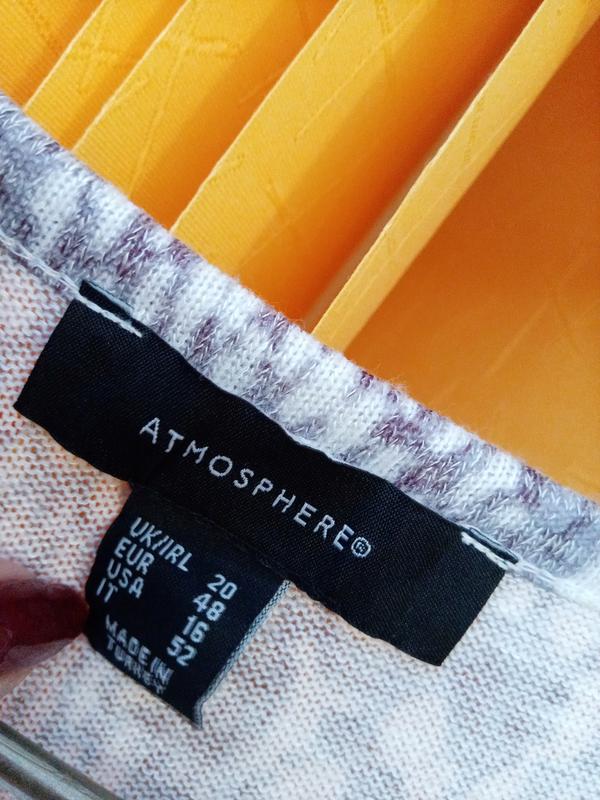 ATMOSPHERE®
UK/IRL 20
EUR 48
USA 16
IT 52
MADE IN
TURKEY